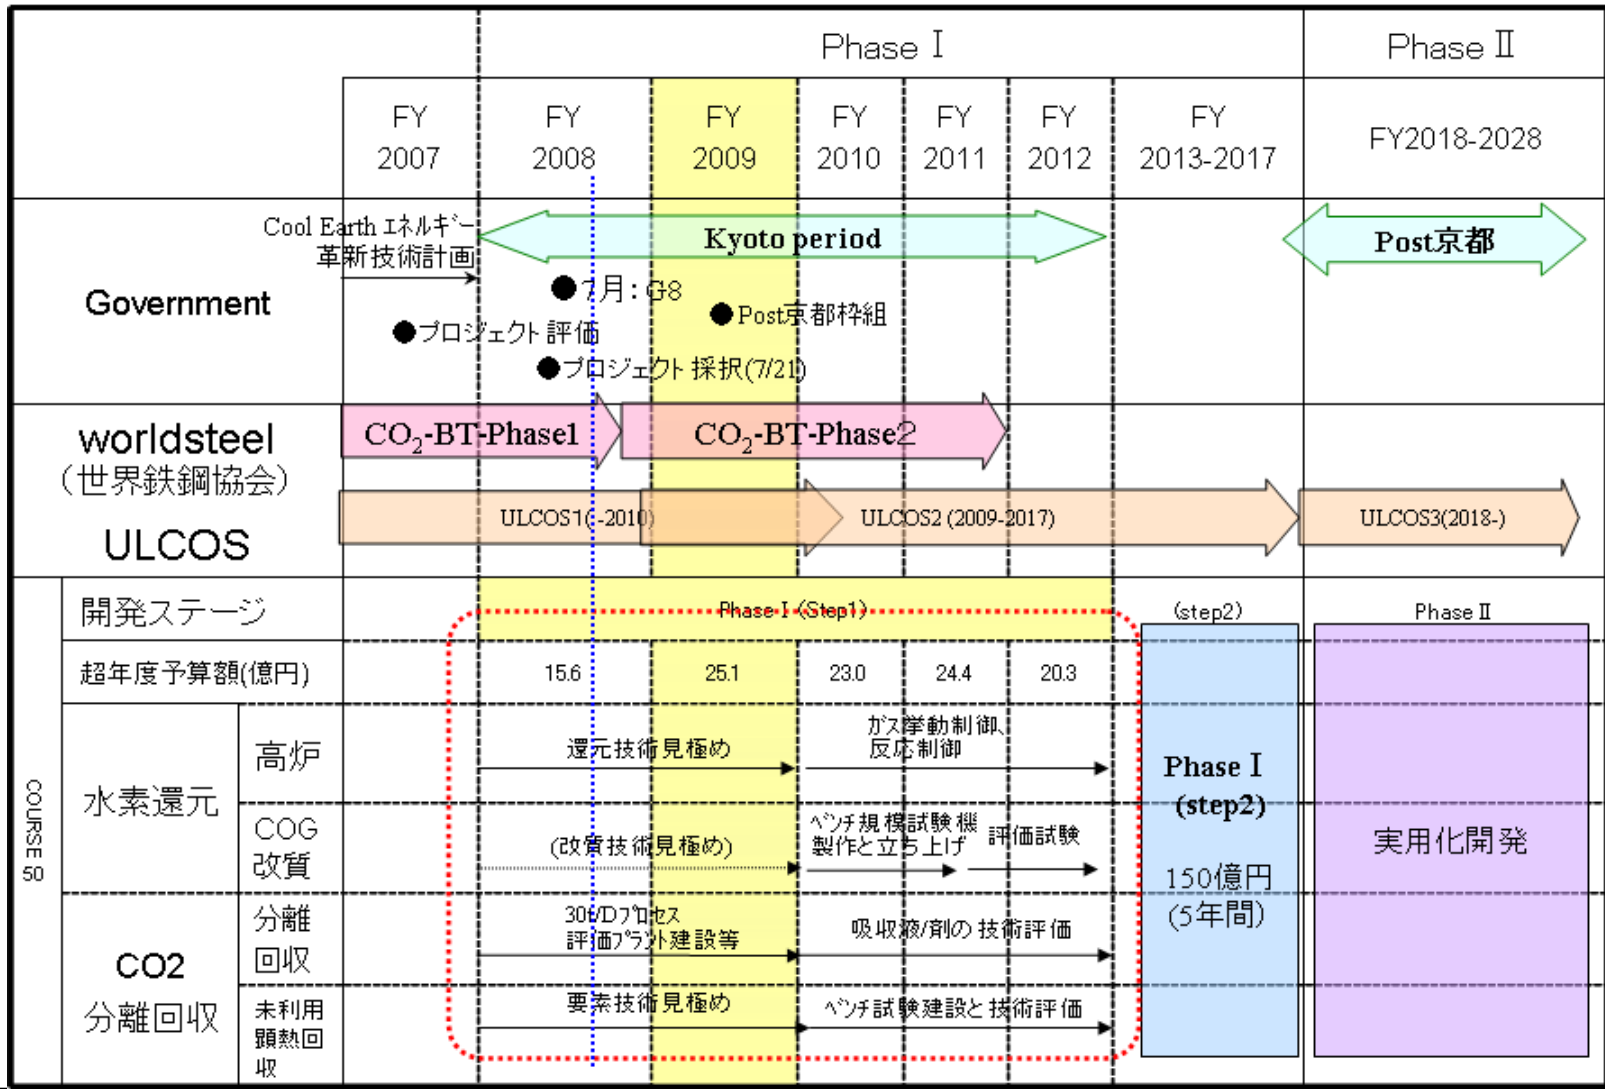 Phase Ⅰ
Phase Ⅱ
FY
2007
FY
2008
FY
2009
FY
2010
FY
2011
FY
2012
FY
2013-2017
FY2018-2028
Government
Cool Earth エネルギー
革新技術計画
Kyoto period
Post京都
●7月：G8
●Post京都枠組
●プロジェクト評価
●プロジェクト採択(7/21)
worldsteel
（世界鉄鋼協会）
ULCOS
CO2-BT-Phase1
CO2-BT-Phase2
ULCOS1( -2010)
ULCOS2 (2009-2017)
ULCOS3(2018-)
COURSE 50
開発ステージ
Phase Ⅰ (Step1)
(step2)
Phase Ⅱ
超年度予算額(億円)
15.6
25.1
23.0
24.4
20.3
水素還元
高炉
還元技術見極め
ガス挙動制御、
反応制御
COG
改質
(改質技術見極め)
ベンチ規模試験機
製作と立ち上げ
評価試験
CO2
分離回収
分離
回収
30t/Dプロセス
評価プラント建設等
吸収液/剤の技術評価
未利用
顕熱回
収
要素技術見極め
ベンチ試験建設と技術評価
Phase Ⅰ
(step2)
150億円
(5年間)
実用化開発